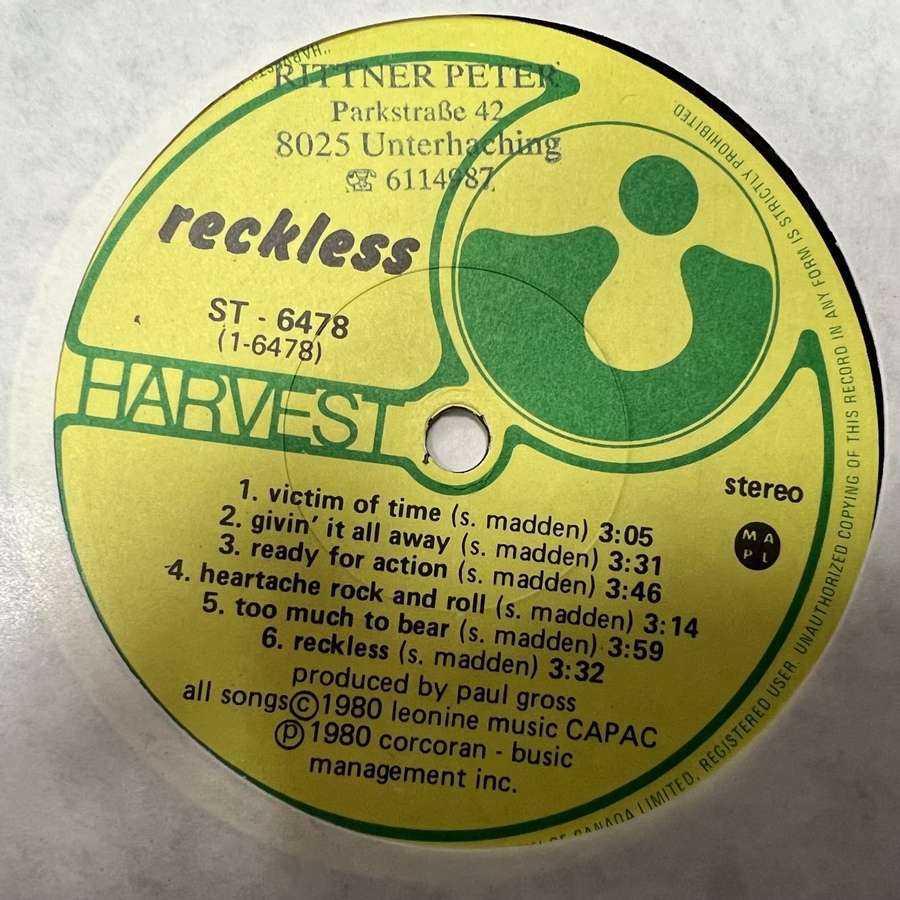 RITTNER PETER
Parkstraße 42
8025 Unterhaching
☎ 6114987
reckless
ST - 6478
(1-6478)
HARVEST
stereo
M A
P L
1. victim of time (s. madden) 3:05
2. givin' it all away (s. madden) 3:31
3. ready for action (s. madden) 3:46
4. heartache rock and roll (s. madden) 3:14
5. too much to bear (s. madden) 3:59
6. reckless (s. madden) 3:32
produced by paul gross
all songs © 1980 leonine music CAPAC
℗ 1980 corcoran - busic
management inc.
OF CANADA LIMITED, REGISTERED USER. UNAUTHORIZED COPYING OF THIS RECORD IN ANY FORM IS STRICTLY PROHIBITED.